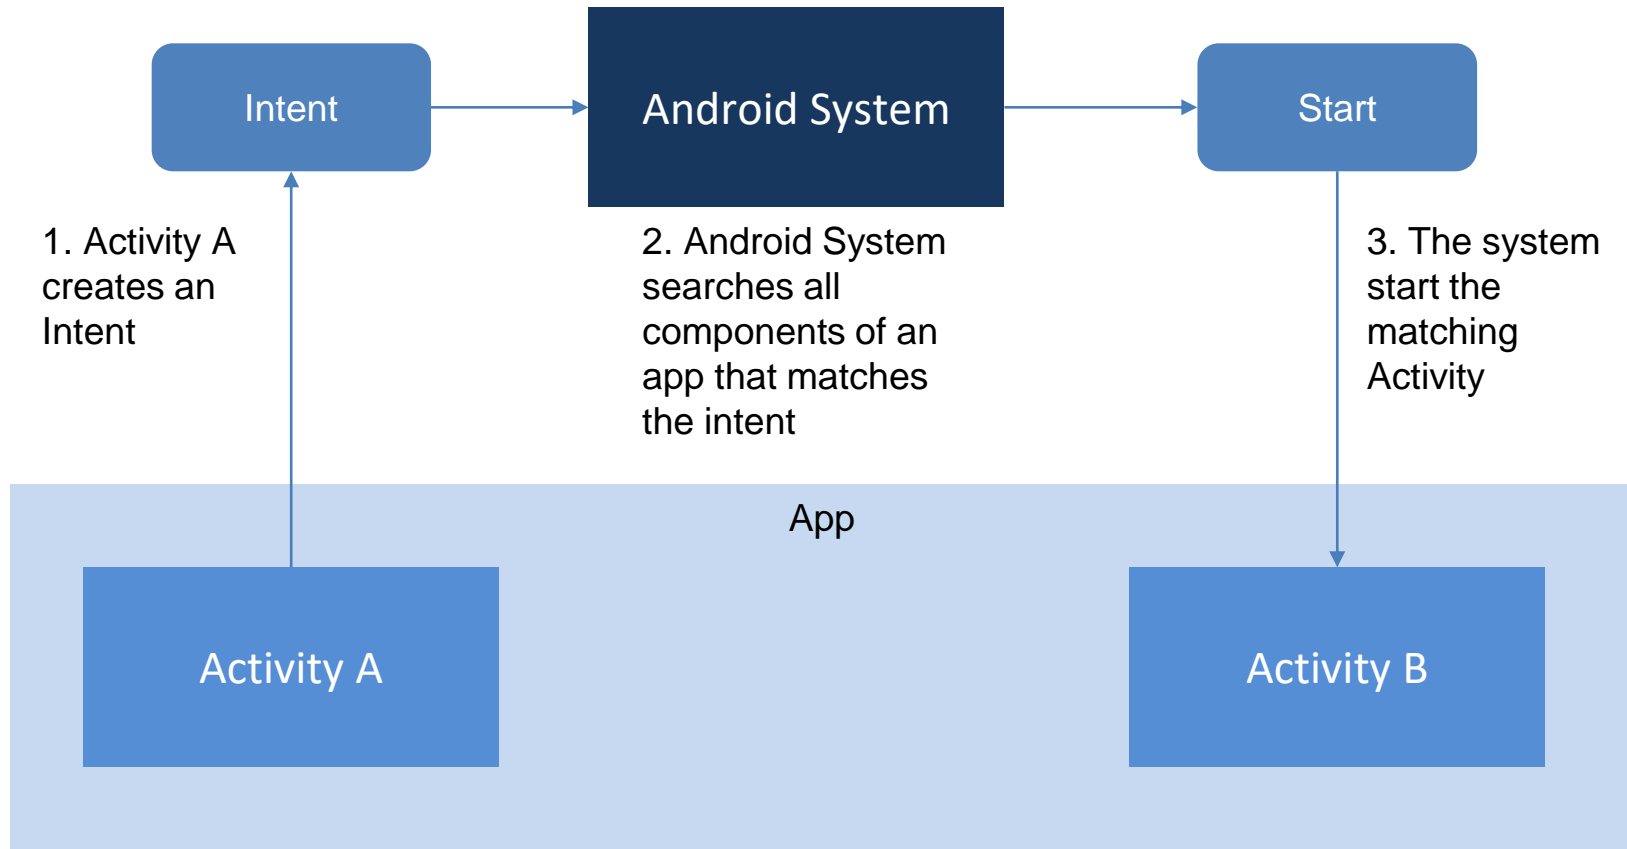 Intent
Android System
Start
1. Activity A
creates an
Intent
2. Android System
searches all
components of an
app that matches
the intent
3. The system
start the
matching
Activity
App
Activity A
Activity B